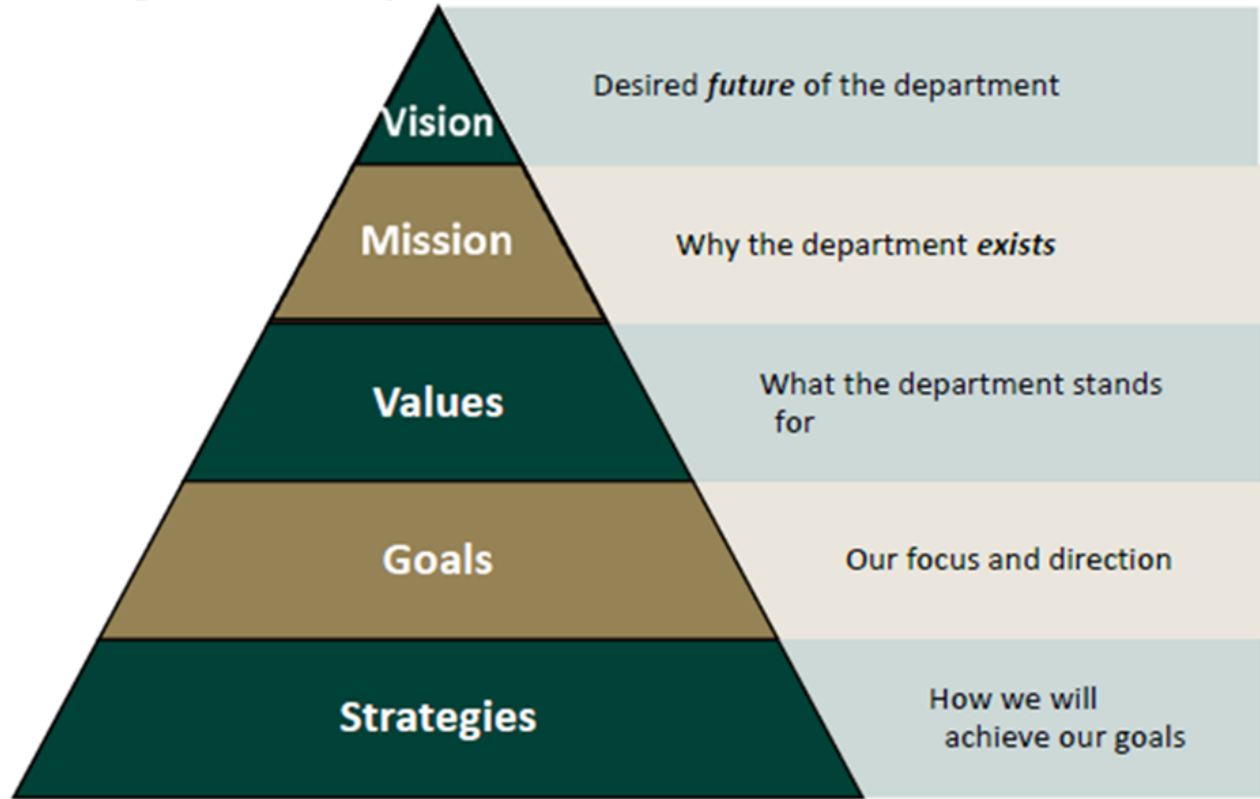 Vision
Desired future of the department
Mission
Why the department exists
Values
What the department stands
for
Goals
Our focus and direction
Strategies
How we will
achieve our goals